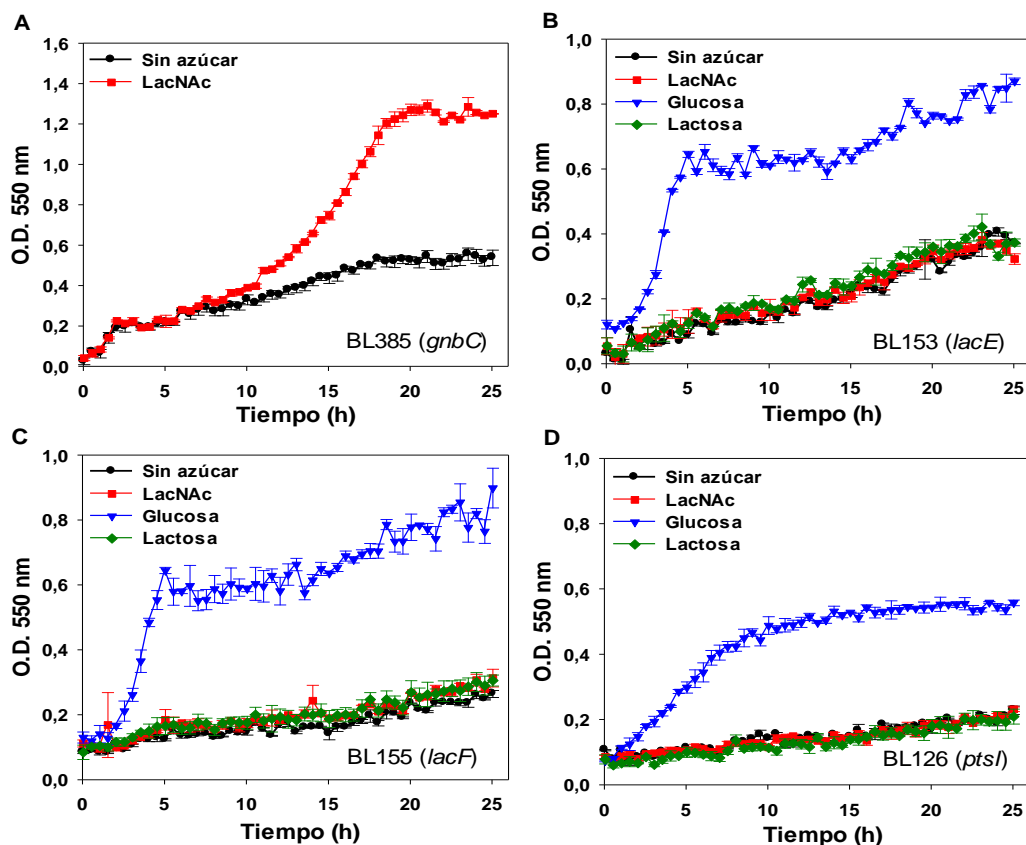 A
O.D. 550 nm
1,6
1,4
1,2
1,0
0,8
0,6
0,4
0,2
0,0
Sin azúcar
LacNAc
BL385 (gnbC)
0 5 10 15 20 25
Tiempo (h)
B
O.D. 550 nm
1,0
0,8
0,6
0,4
0,2
0,0
Sin azúcar
LacNAc
Glucosa
Lactosa
BL153 (lacE)
0 5 10 15 20 25
Tiempo (h)
C
O.D. 550 nm
1,0
0,8
0,6
0,4
0,2
0,0
Sin azúcar
LacNAc
Glucosa
Lactosa
BL155 (lacF)
0 5 10 15 20 25
Tiempo (h)
D
O.D. 550 nm
1,0
0,8
0,6
0,4
0,2
0,0
Sin azúcar
LacNAc
Glucosa
Lactosa
BL126 (ptsI)
0 5 10 15 20 25
Tiempo (h)